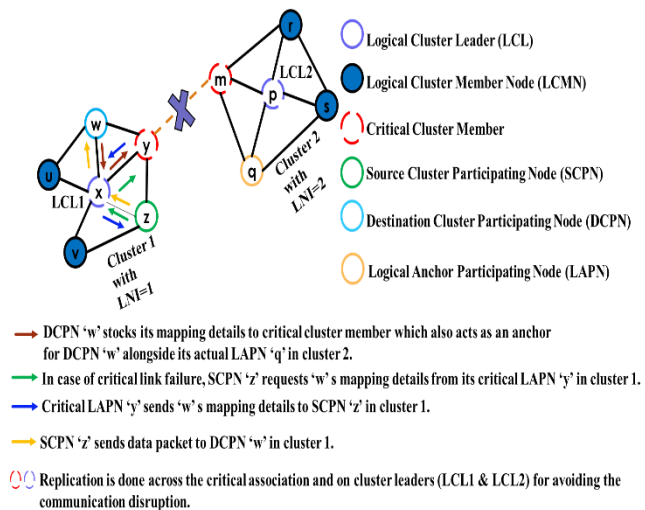 r
m
LCL2
p
s
q
Cluster 2
with
LNI=2
w
y
u
x
LCL1
z
v
Cluster 1
with
LNI=1
Logical Cluster Leader (LCL)
Logical Cluster Member Node (LCMN)
Critical Cluster Member
Source Cluster Participating Node (SCPN)
Destination Cluster Participating Node (DCPN)
Logical Anchor Participating Node (LAPN)
DCPN ‘w’ stocks its mapping details to critical cluster member which also acts as an anchor
for DCPN ‘w’ alongside its actual LAPN ‘q’ in cluster 2.
In case of critical link failure, SCPN ‘z’ requests ‘w’s mapping details from its critical LAPN ‘y’ in cluster 1.
Critical LAPN ‘y’ sends ‘w’s mapping details to SCPN ‘z’ in cluster 1.
SCPN ‘z’ sends data packet to DCPN ‘w’ in cluster 1.
Replication is done across the critical association and on cluster leaders (LCL1 & LCL2) for avoiding the
communication disruption.